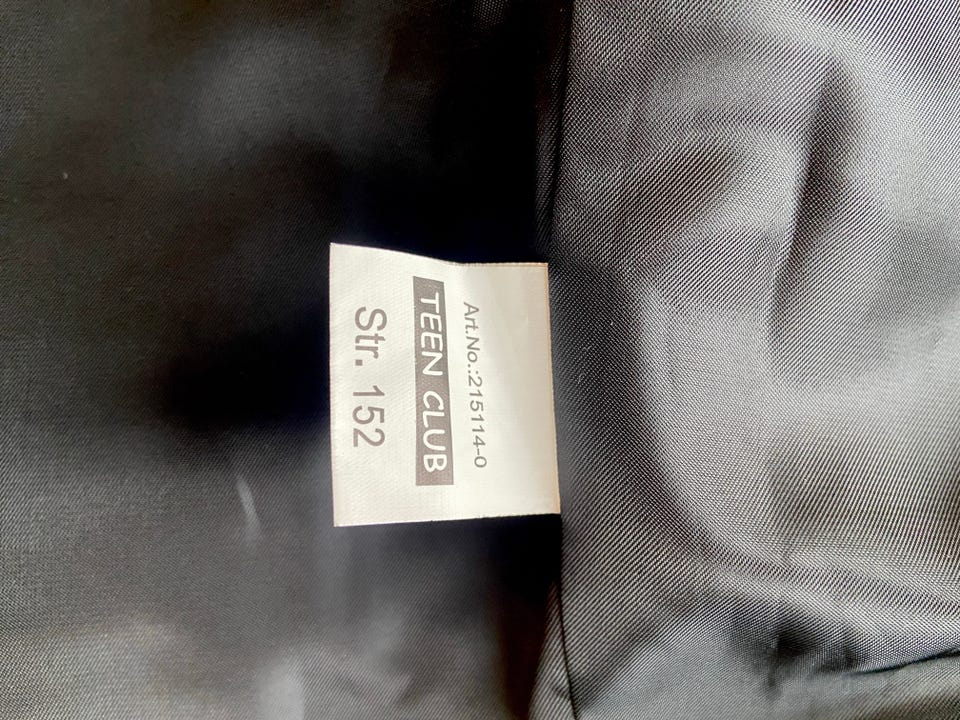 Art.No.:215114-0
TEEN CLUB
Str. 152